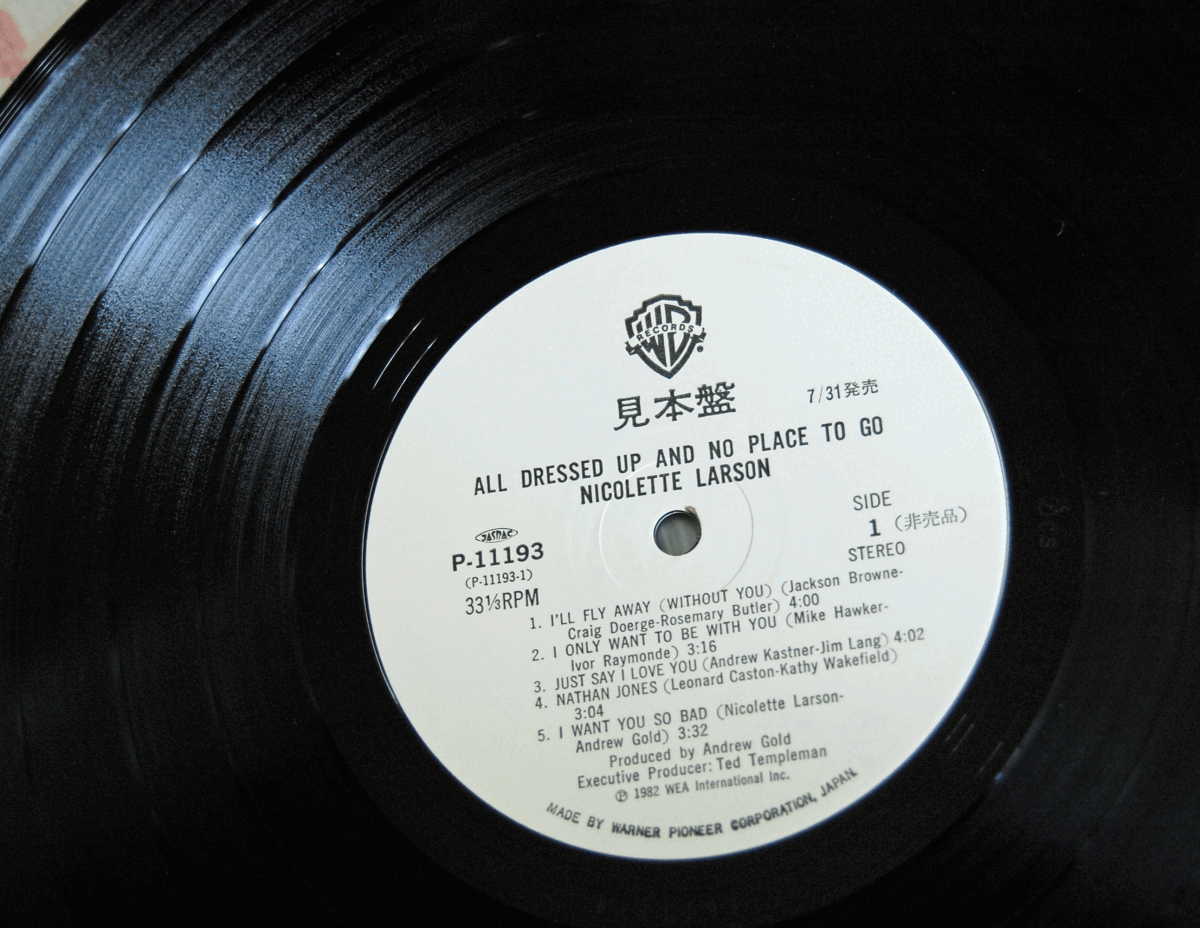 WB RECORDS ®
見本盤
7/31発売
ALL DRESSED UP AND NO PLACE TO GO
NICOLETTE LARSON
JASRAC
P-11193
(P-11193-1)
33⅓RPM
SIDE
1 (非売品)
STEREO
1. I'LL FLY AWAY (WITHOUT YOU) (Jackson Browne-
Craig Doerge-Rosemary Butler) 4:00
2. I ONLY WANT TO BE WITH YOU (Mike Hawker-
Ivor Raymonde) 3:16
3. JUST SAY I LOVE YOU (Andrew Kastner-Jim Lang) 4:02
4. NATHAN JONES (Leonard Caston-Kathy Wakefield)
3:04
5. I WANT YOU SO BAD (Nicolette Larson-
Andrew Gold) 3:32
Produced by Andrew Gold
Executive Producer: Ted Templeman
℗ 1982 WEA International Inc.
MADE BY WARNER PIONEER CORPORATION, JAPAN.